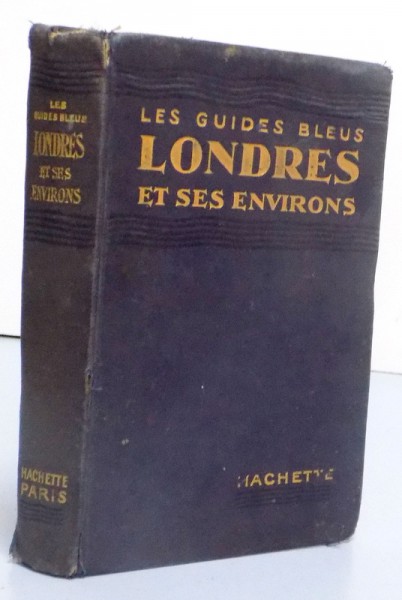 LES
GUIDES BLEUS
LONDRES
ET SES
ENVIRONS
HACHETTE
PARIS
LES GUIDES BLEUS
LONDRES
ET SES ENVIRONS
HACHETTE